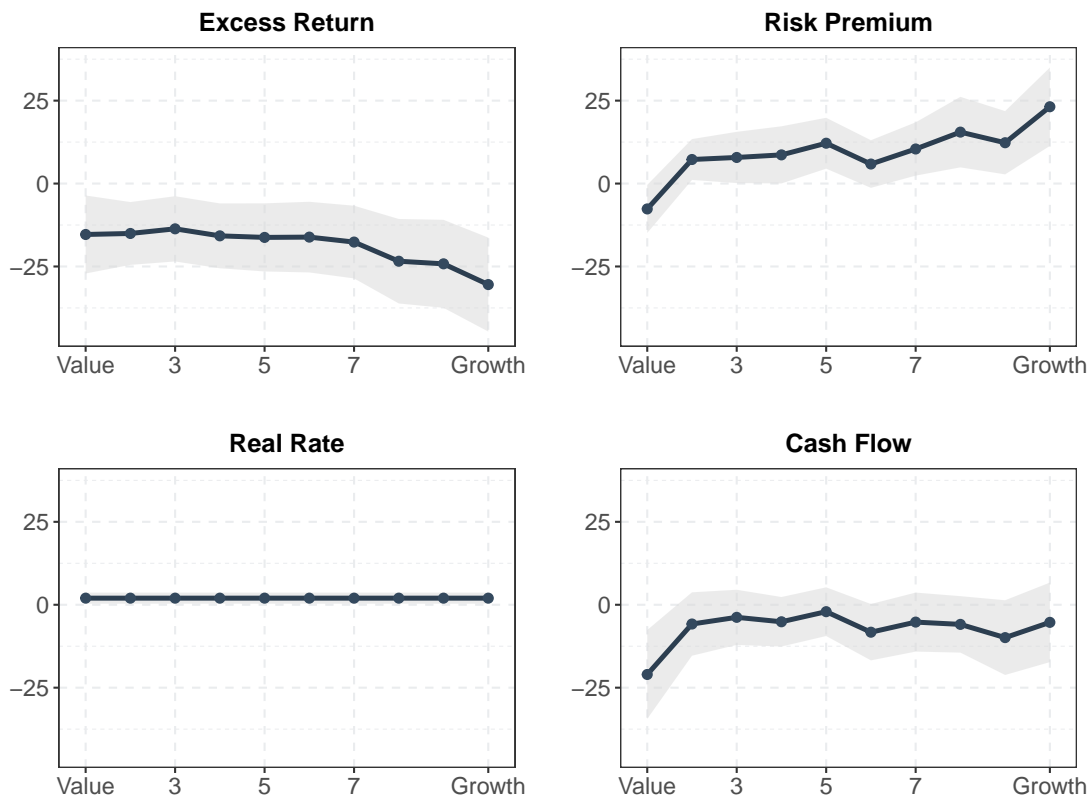 Excess Return
25
0
−25
Value 3 5 7 Growth
Risk Premium
25
0
−25
Value 3 5 7 Growth
Real Rate
25
0
−25
Value 3 5 7 Growth
Cash Flow
25
0
−25
Value 3 5 7 Growth